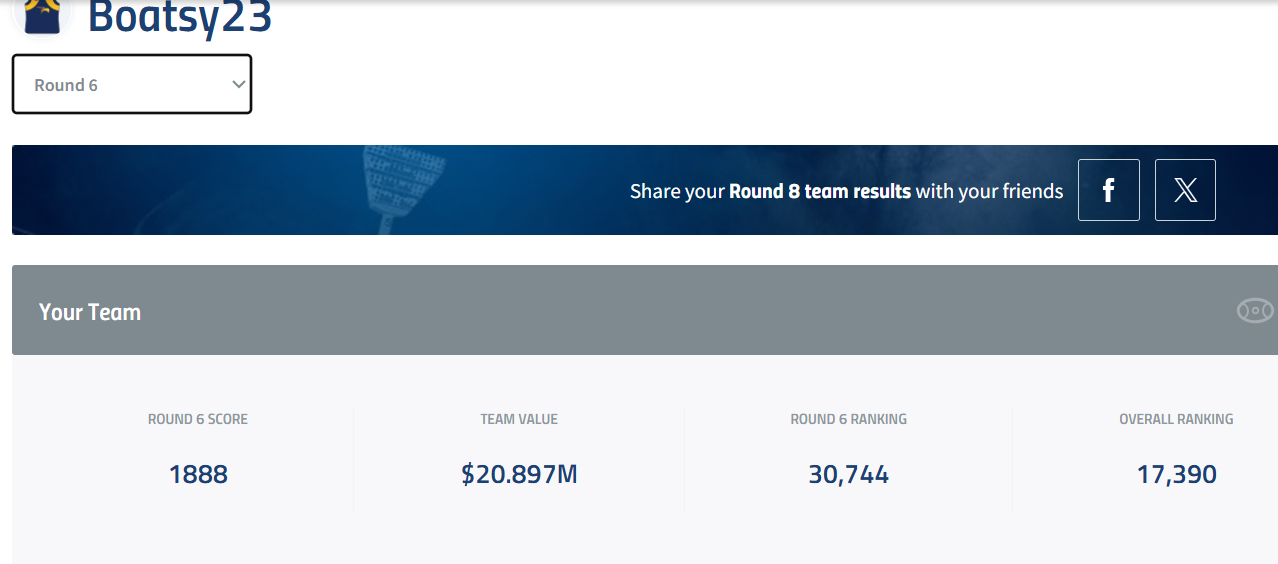 Boatsy23
Round 6
Share your Round 8 team results with your friends
Your Team
ROUND 6 SCORE
TEAM VALUE
ROUND 6 RANKING
OVERALL RANKING
1888
$20.897M
30,744
17,390